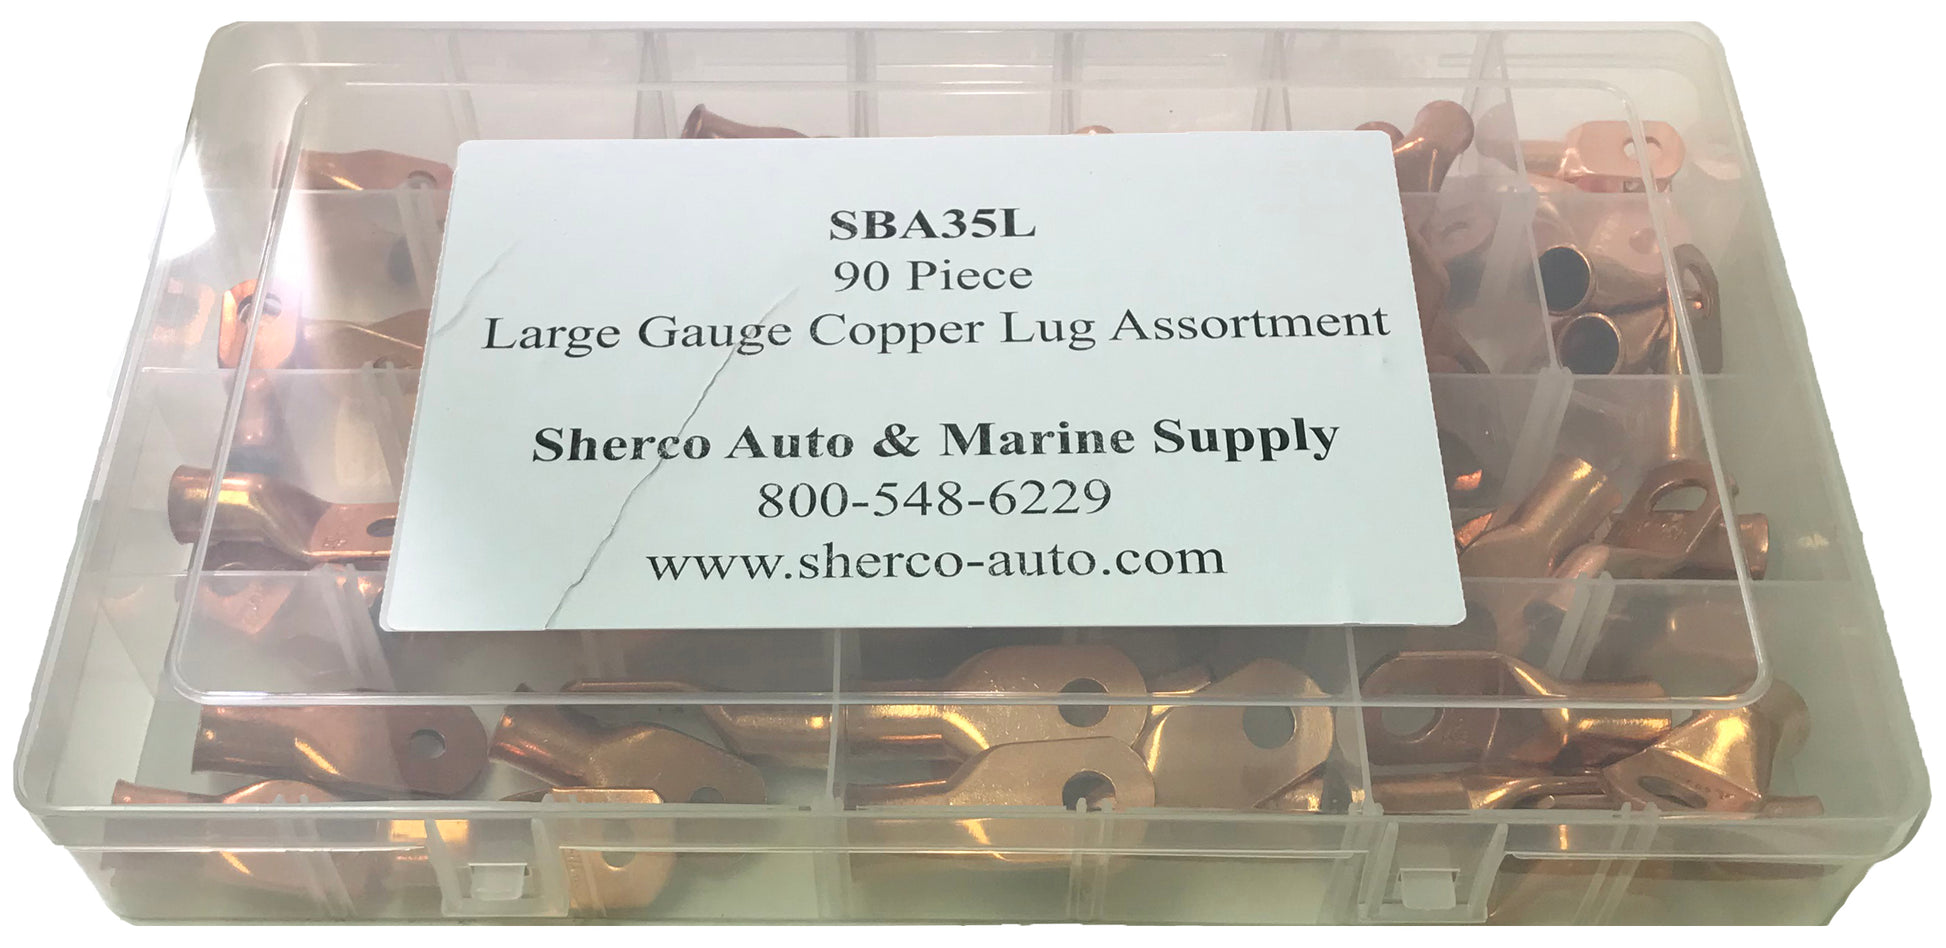 SBA35L
90 Piece
Large Gauge Copper Lug Assortment
Sherco Auto & Marine Supply
800-548-6229
www.sherco-auto.com